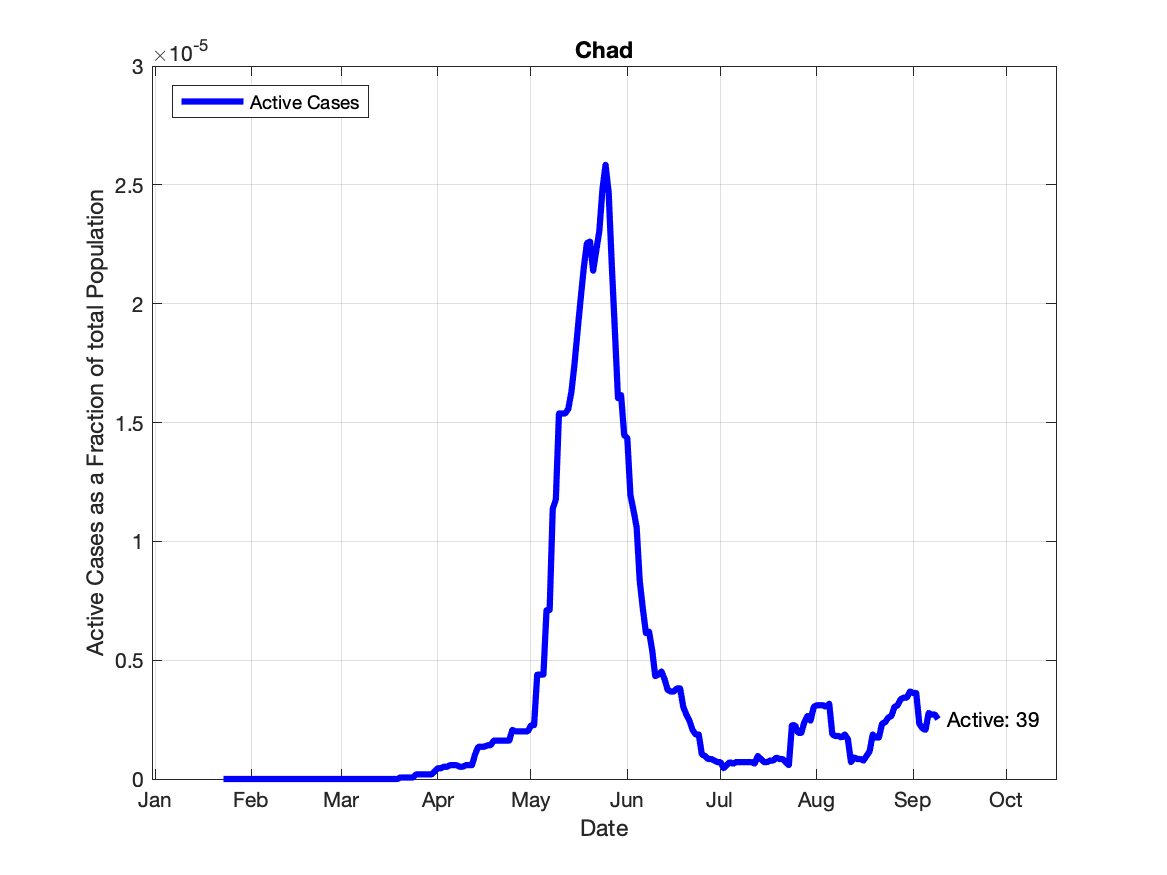 Chad
×10-5
3
2.5
2
1.5
1
0.5
0
Active Cases
Active Cases as a Fraction of total Population
Active: 39
Jan Feb Mar Apr May Jun Jul Aug Sep Oct
Date